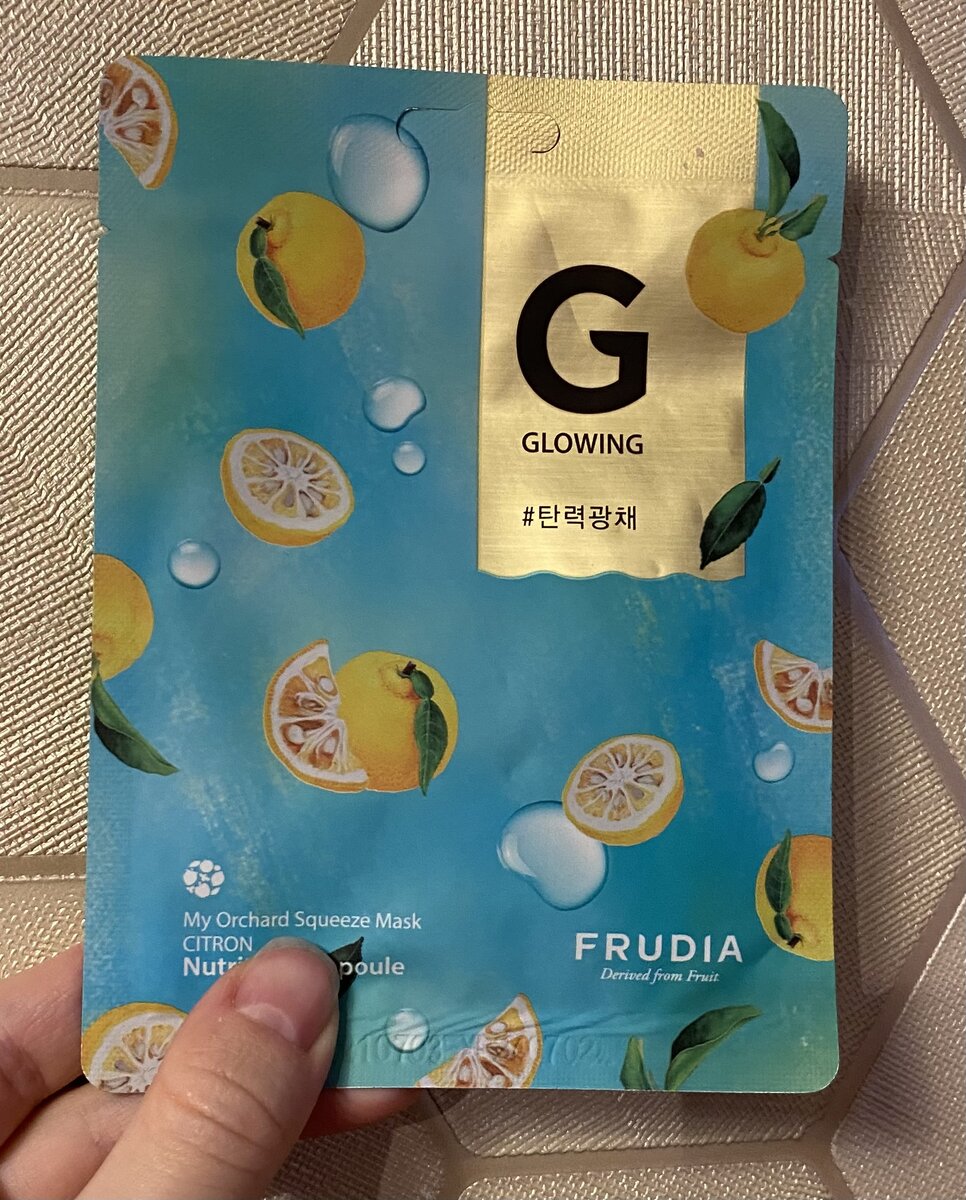 G
GLOWING
#탄력광채
My Orchard Squeeze Mask
CITRON
FRUDIA
Derived from Fruit